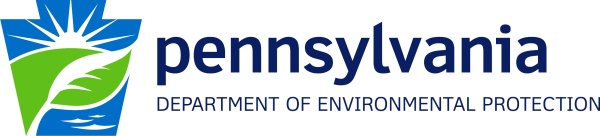 pennsylvania
DEPARTMENT OF ENVIRONMENTAL PROTECTION